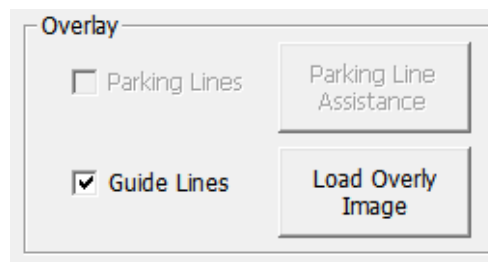 Overlay
Parking Lines
Parking Line
Assistance
Guide Lines
Load Overly
Image